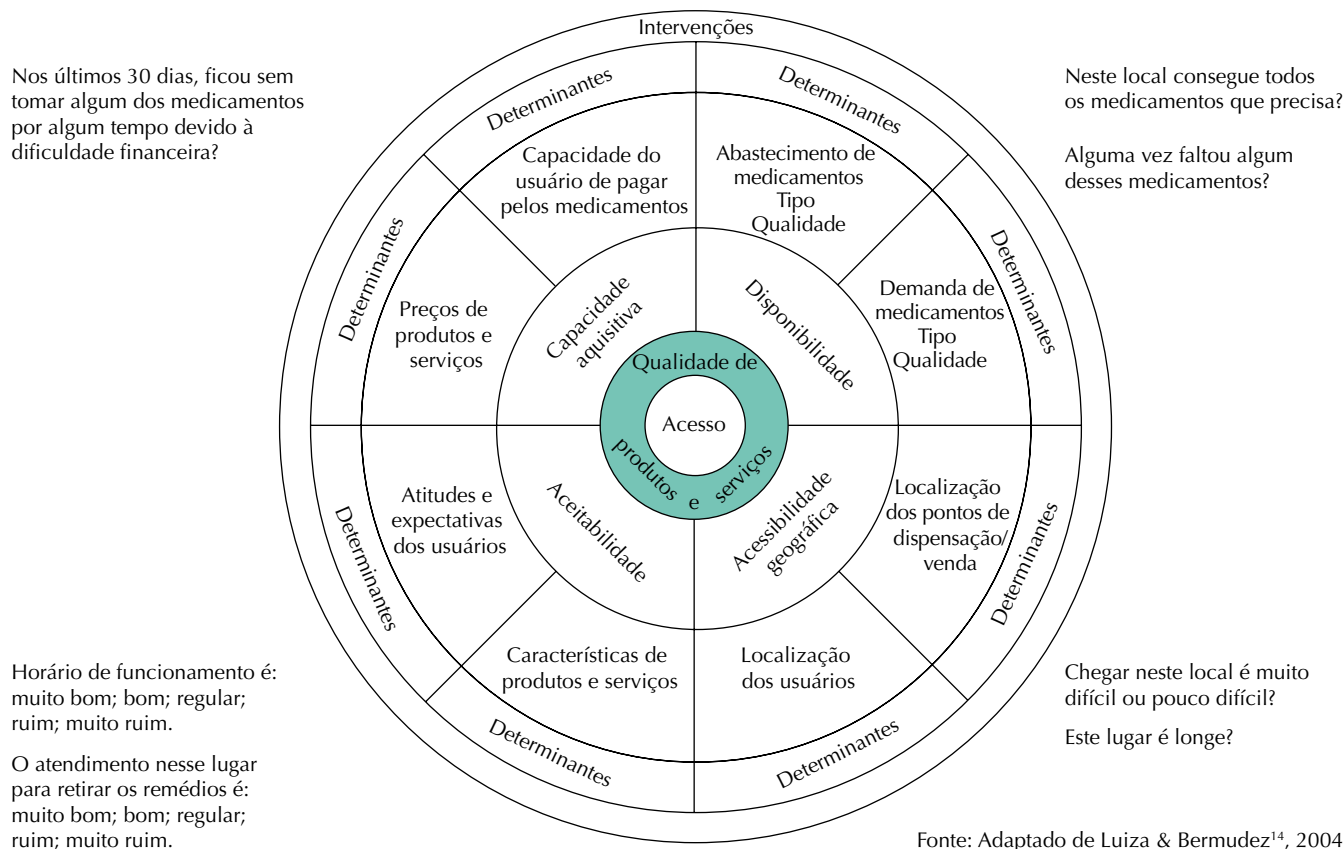 Intervenções
Nos últimos 30 dias, ficou sem
tomar algum dos medicamentos
por algum tempo devido à
dificuldade financeira?
Neste local consegue todos
os medicamentos que precisa?
Alguma vez faltou algum
desses medicamentos?
Determinantes
Determinantes
Determinantes
Determinantes
Capacidade do
usuário de pagar
pelos medicamentos
Abastecimento de
medicamentos
Tipo
Qualidade
Preços de
produtos e
serviços
Capacidade
aquisitiva
Disponibilidade
Demanda de
medicamentos
Tipo
Qualidade
Qualidade de
Acesso
produtos e serviços
Atitudes e
expectativas
dos usuários
Aceitabilidade
Acessibilidade
geográfica
Localização
dos pontos de
dispensação/
venda
Características de
produtos e serviços
Localização
dos usuários
Determinantes
Determinantes
Determinantes
Determinantes
Horário de funcionamento é:
muito bom; bom; regular;
ruim; muito ruim.
O atendimento nesse lugar
para retirar os remédios é:
muito bom; bom; regular;
ruim; muito ruim.
Chegar neste local é muito
difícil ou pouco difícil?
Este lugar é longe?
Fonte: Adaptado de Luiza & Bermudez¹⁴, 2004